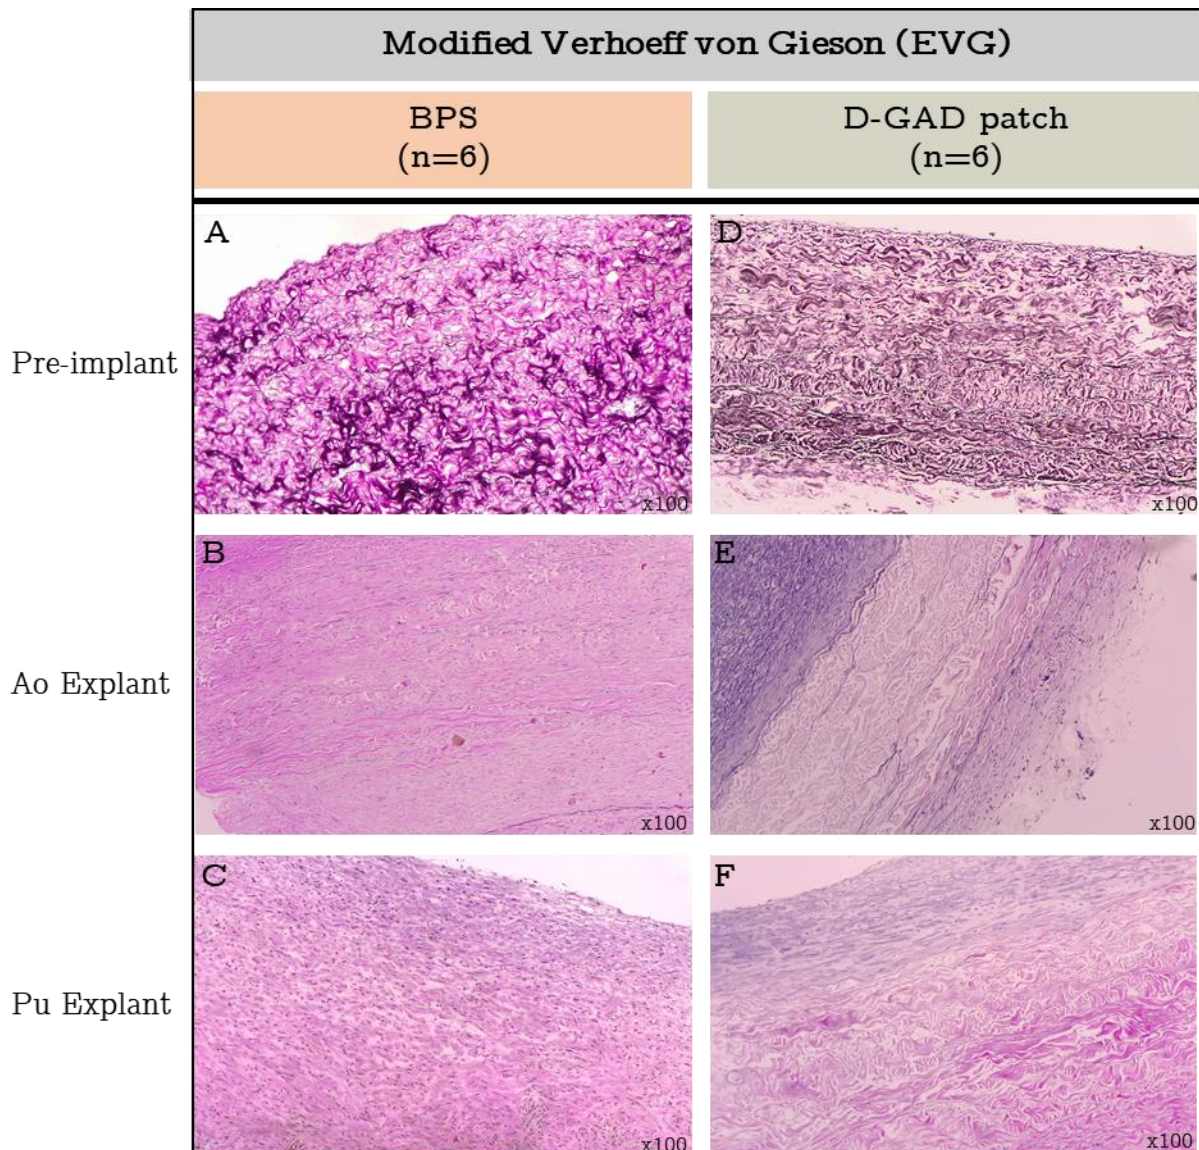 Modified Verhoeff von Gieson (EVG)
BPS
(n=6)
D-GAD patch
(n=6)
Pre-implant
A
x100
D
x100
Ao Explant
B
x100
E
x100
Pu Explant
C
x100
F
x100